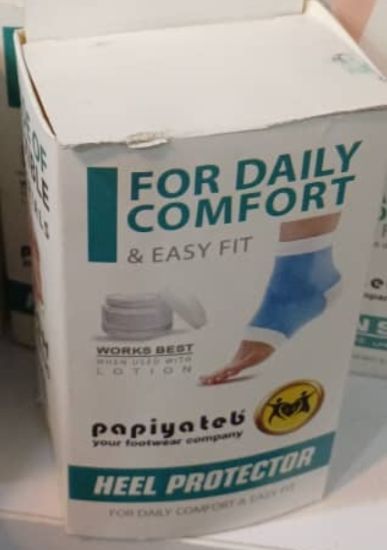 FOR DAILY
COMFORT
& EASY FIT
WORKS BEST
WHEN USED WITH
LOTION
papiyateb
your footwear company
HEEL PROTECTOR
FOR DAILY COMFORT & EASY FIT